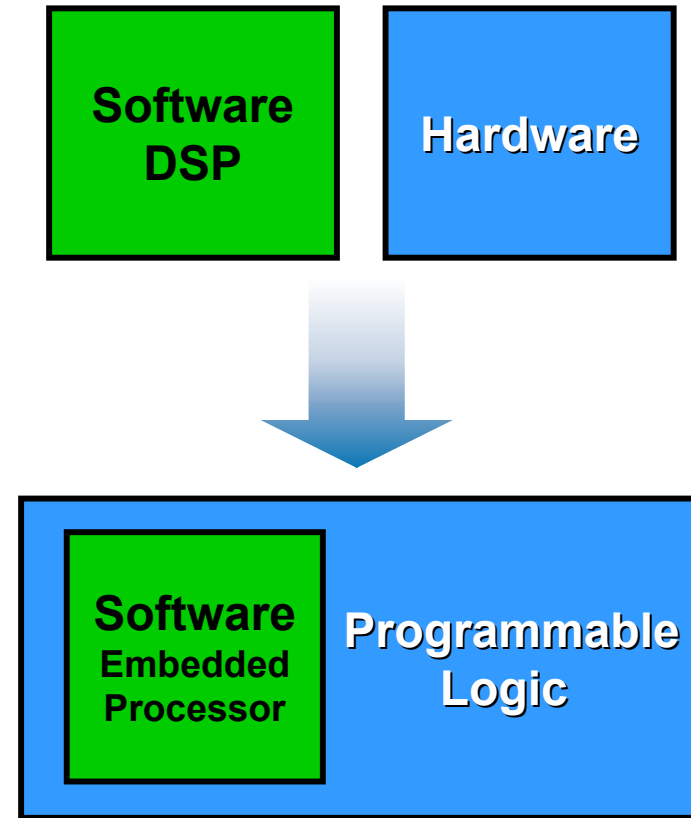 Software
DSP
Hardware
Software
Embedded
Processor
Programmable
Logic